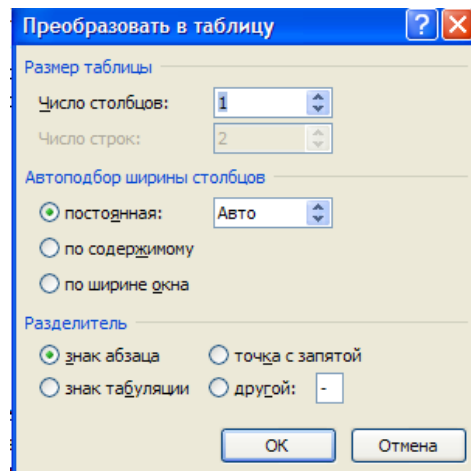 Преобразовать в таблицу
Размер таблицы
Число столбцов: 1
Число строк: 2
Автоподбор ширины столбцов
постоянная: Авто
по содержимому
по ширине окна
Разделитель
знак абзаца точка с запятой
знак табуляции другой: -
ОК Отмена